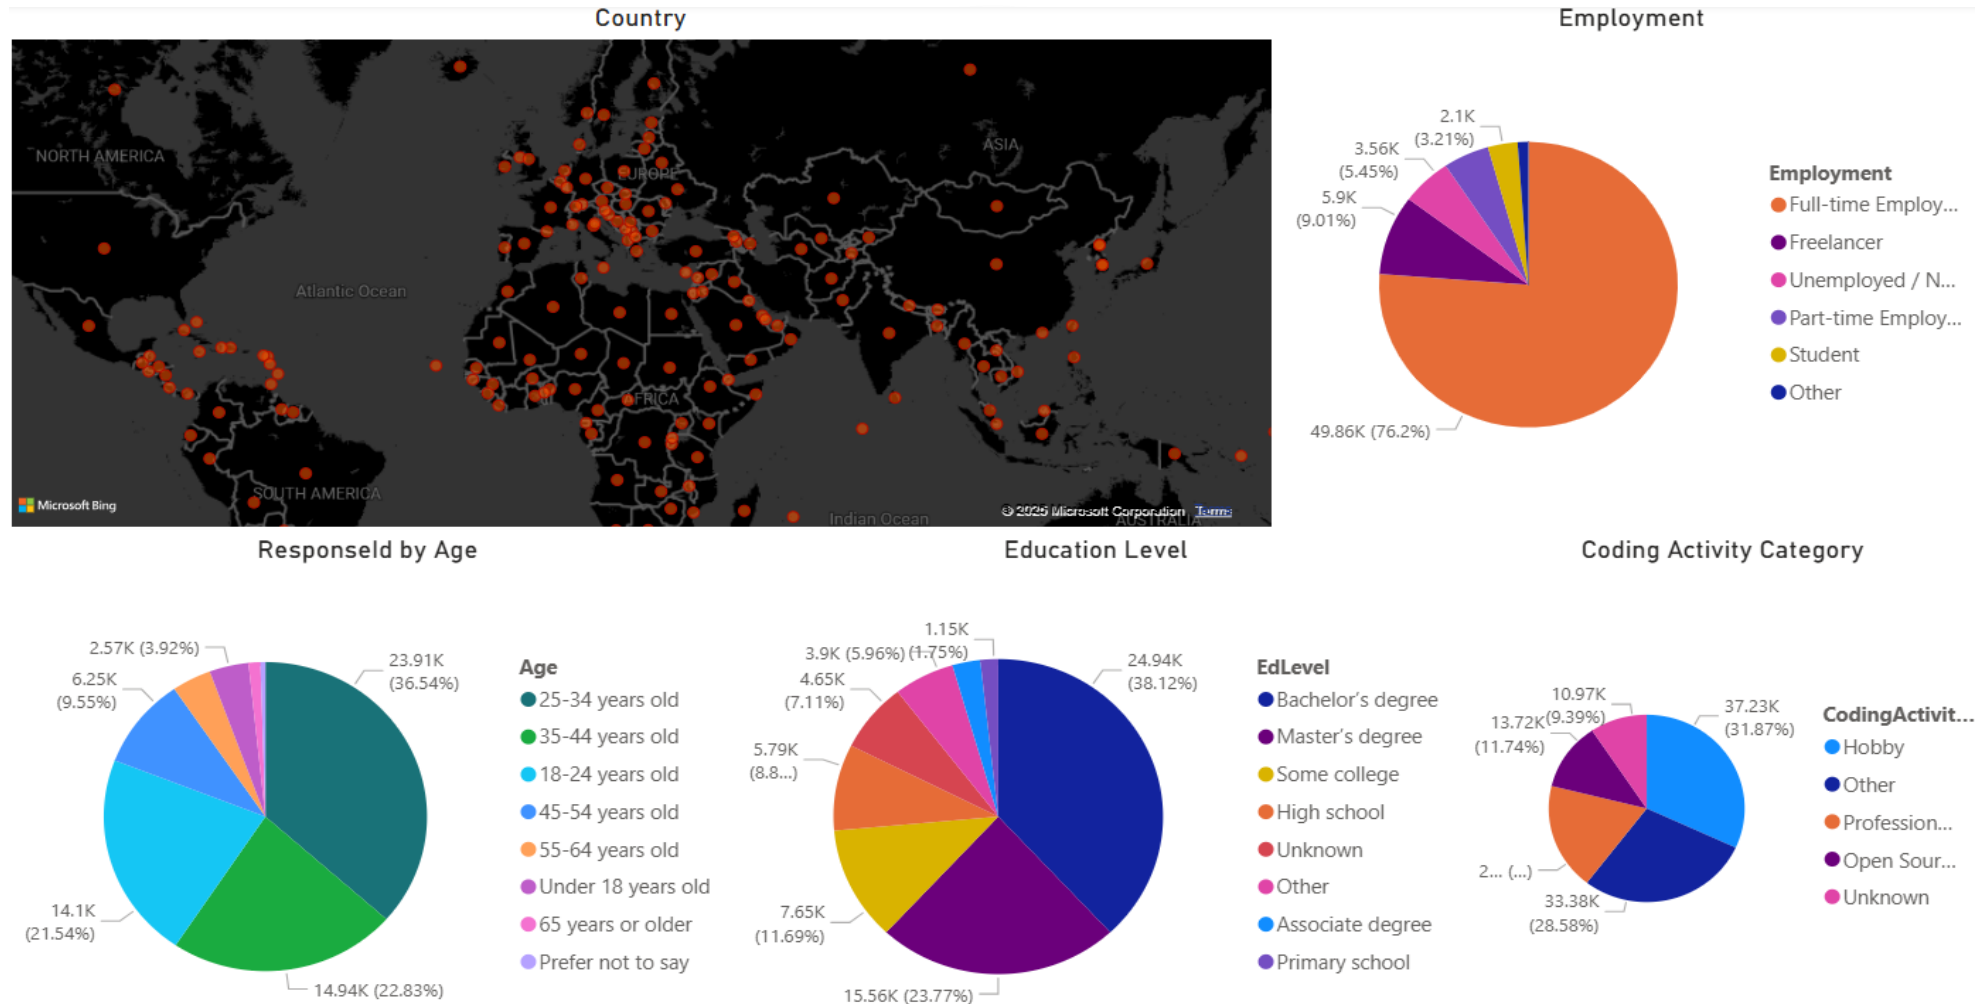 Country
NORTH AMERICA
Atlantic Ocean
EUROPE
ASIA
AFRICA
SOUTH AMERICA
Indian Ocean
AUSTRALIA
Microsoft Bing
© 2026 Microsoft Corporation Terms
Employment
2.1K
(3.21%)
3.56K
(5.45%)
5.9K
(9.01%)
49.86K (76.2%)
Employment
Full-time Employ...
Freelancer
Unemployed / N...
Part-time Employ...
Student
Other
ResponseId by Age
2.57K (3.92%)
6.25K
(9.55%)
14.1K
(21.54%)
14.94K (22.83%)
23.91K
(36.54%)
Age
25-34 years old
35-44 years old
18-24 years old
45-54 years old
55-64 years old
Under 18 years old
65 years or older
Prefer not to say
Education Level
1.15K
(1.75%)
3.9K (5.96%)
4.65K
(7.11%)
5.79K
(8.8...)
7.65K
(11.69%)
15.56K (23.77%)
24.94K
(38.12%)
EdLevel
Bachelor's degree
Master's degree
Some college
High school
Unknown
Other
Associate degree
Primary school
Coding Activity Category
10.97K
(9.39%)
13.72K
(11.74%)
2... (...)
33.38K
(28.58%)
37.23K
(31.87%)
CodingActivit...
Hobby
Other
Profession...
Open Sour...
Unknown